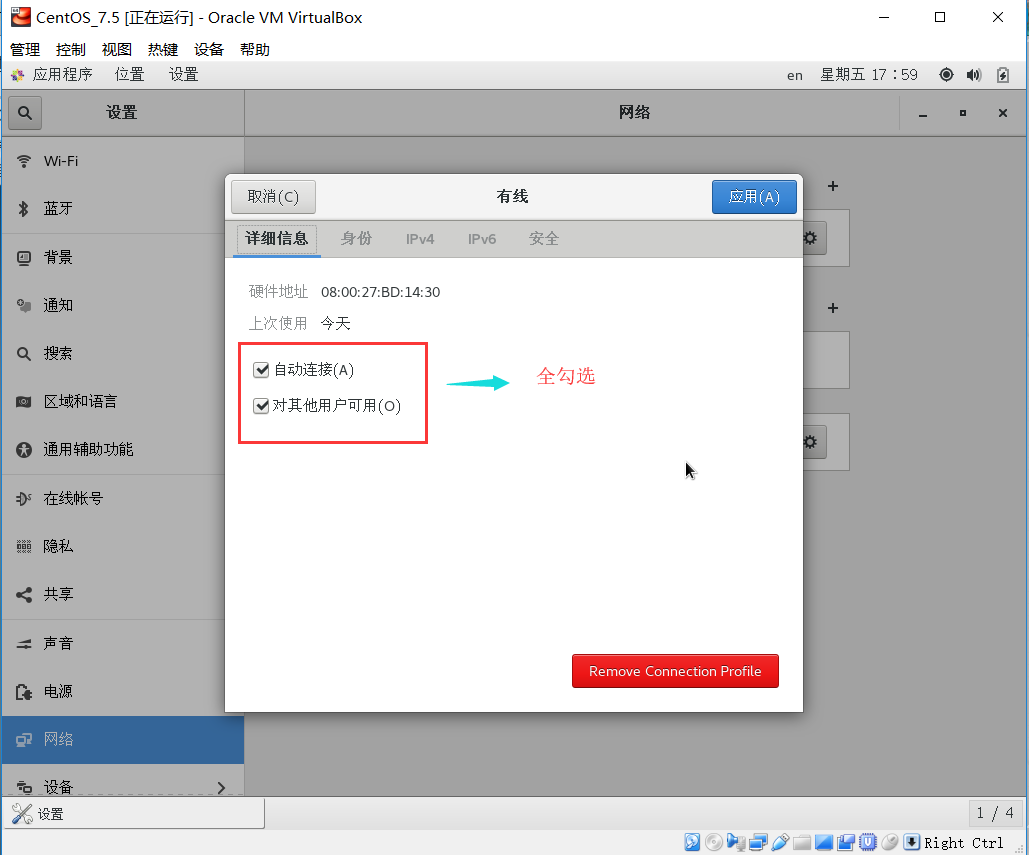 CentOS_7.5 [正在运行] - Oracle VM VirtualBox
管理 控制 视图 热键 设备 帮助
应用程序 位置 设置 en 星期五 17：59
设置 网络
Wi-Fi
蓝牙
背景
通知
搜索
区域和语言
通用辅助功能
在线帐号
隐私
共享
声音
电源
网络
设备
取消(C) 有线 应用(A)
详细信息 身份 IPv4 IPv6 安全
硬件地址 08:00:27:BD:14:30
上次使用 今天
自动连接(A)
全勾选
对其他用户可用(O)
Remove Connection Profile
设置 1 / 4
Right Ctrl